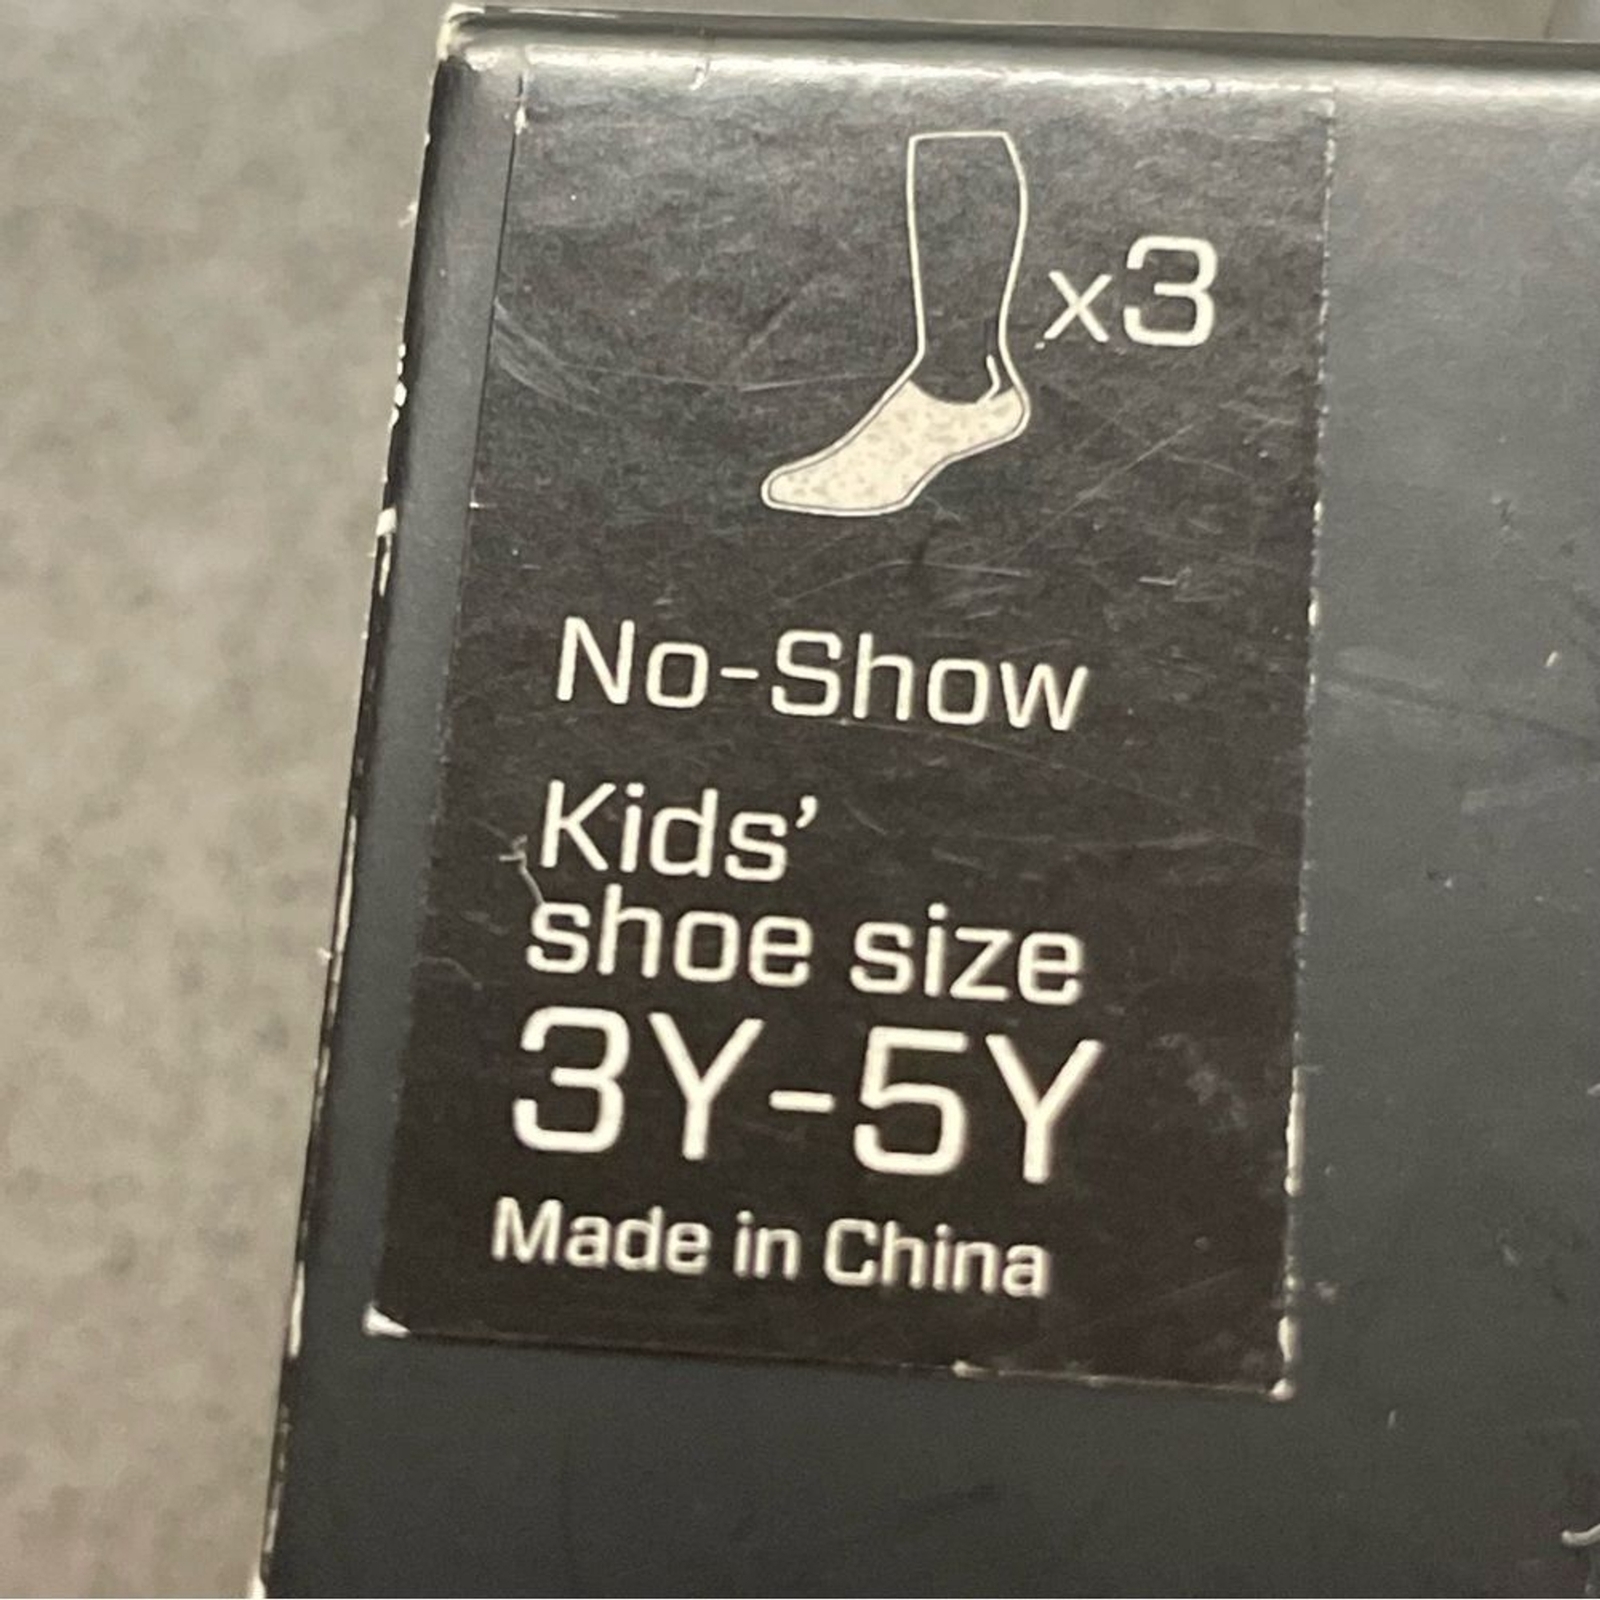 x3
No-Show
Kids’
shoe size
3Y-5Y
Made in China